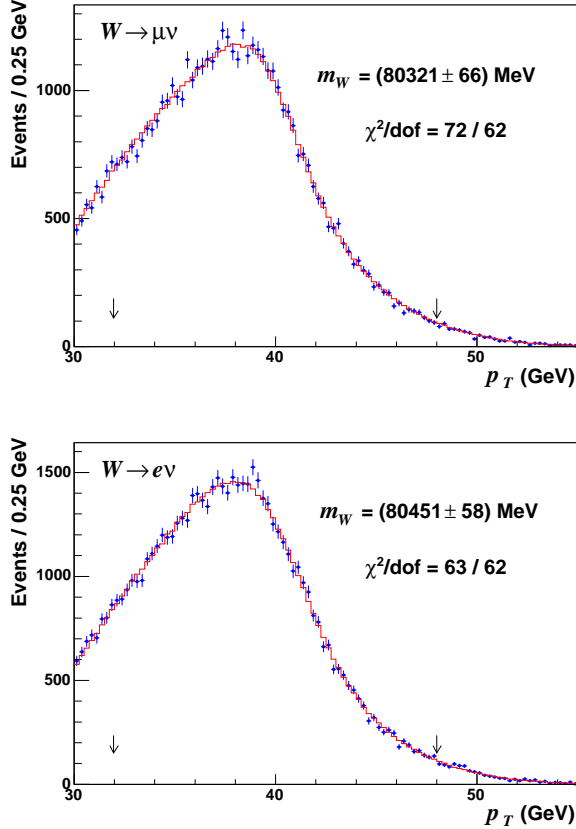 W→μν
m_W = (80321 ± 66) MeV
χ²/dof = 72 / 62
Events / 0.25 GeV
1000
500
0
30 40 50
p_T (GeV)
W→eν
m_W = (80451 ± 58) MeV
χ²/dof = 63 / 62
Events / 0.25 GeV
1500
1000
500
0
30 40 50
p_T (GeV)